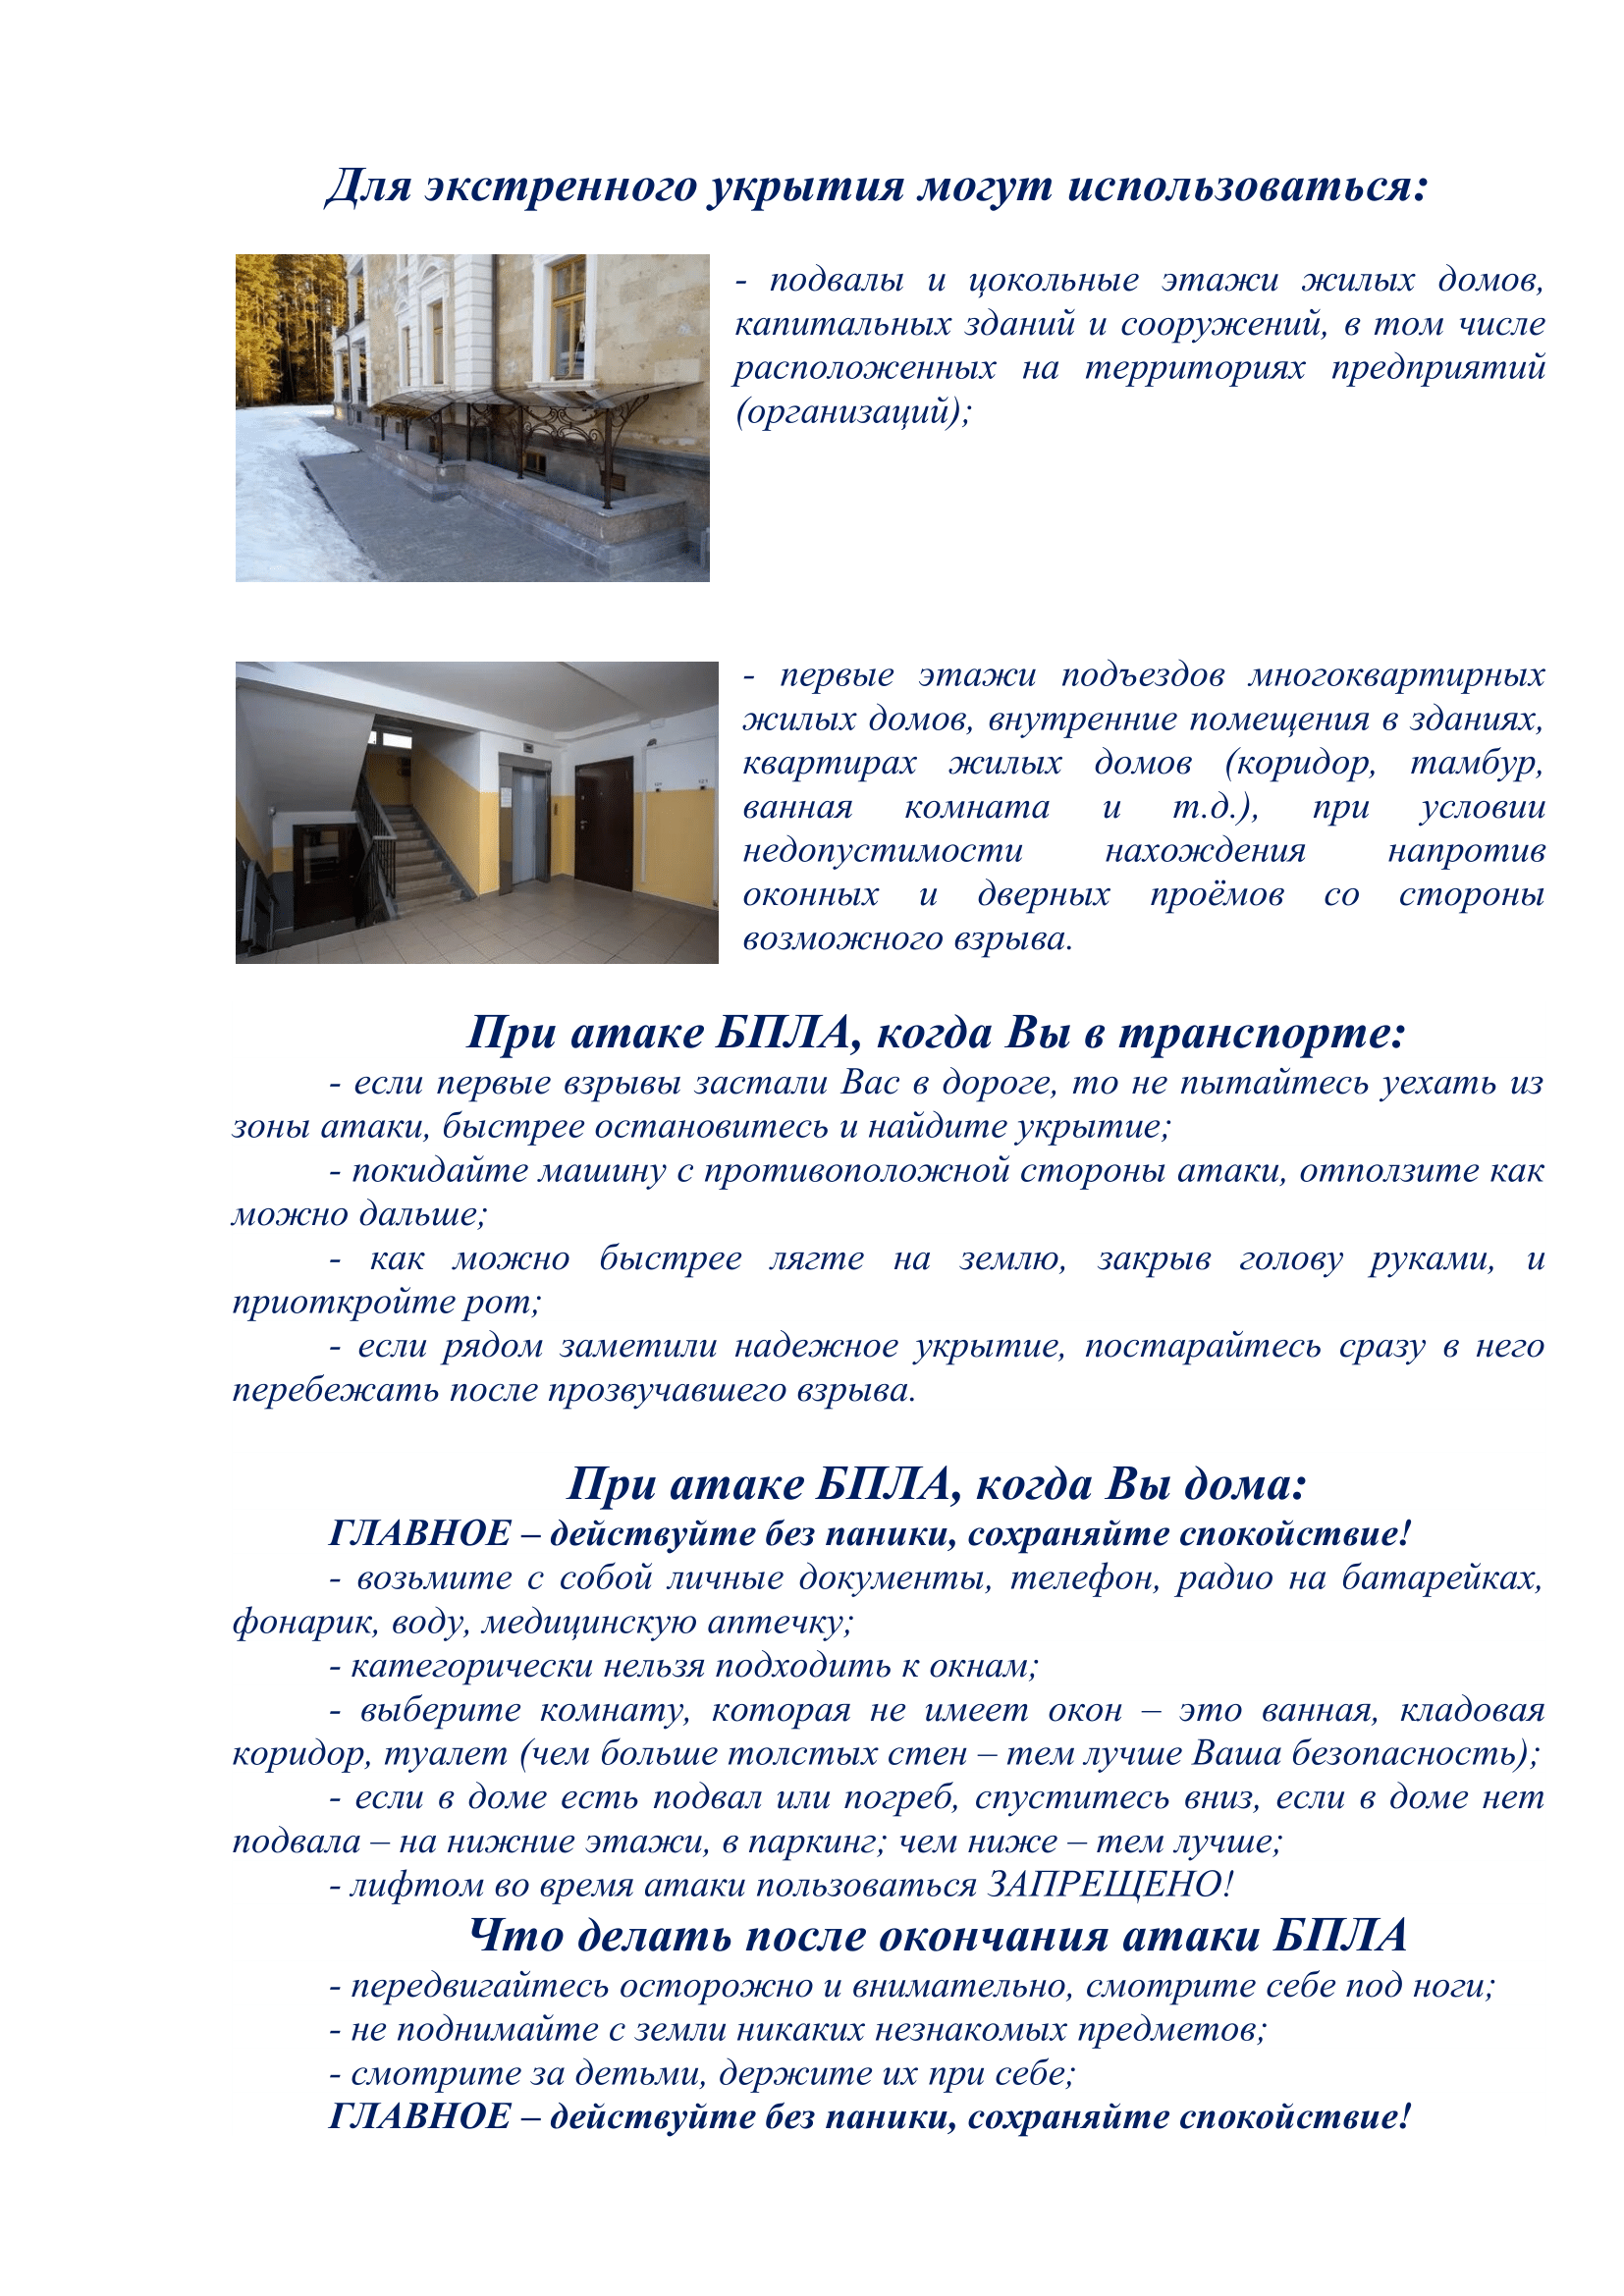 Для экстренного укрытия могут использоваться:
- подвалы и цокольные этажи жилых домов,
капитальных зданий и сооружений, в том числе
расположенных на территориях предприятий
(организаций);
- первые этажи подъездов многоквартирных
жилых домов, внутренние помещения в зданиях,
квартирах жилых домов (коридор, тамбур,
ванная комната и т.д.), при условии
недопустимости нахождения напротив
оконных и дверных проёмов со стороны
возможного взрыва.
При атаке БПЛА, когда Вы в транспорте:
- если первые взрывы застали Вас в дороге, то не пытайтесь уехать из
зоны атаки, быстрее остановитесь и найдите укрытие;
- покидайте машину с противоположной стороны атаки, отползите как
можно дальше;
- как можно быстрее лягте на землю, закрыв голову руками, и
приоткройте рот;
- если рядом заметили надежное укрытие, постарайтесь сразу в него
перебежать после прозвучавшего взрыва.
При атаке БПЛА, когда Вы дома:
ГЛАВНОЕ – действуйте без паники, сохраняйте спокойствие!
- возьмите с собой личные документы, телефон, радио на батарейках,
фонарик, воду, медицинскую аптечку;
- категорически нельзя подходить к окнам;
- выберите комнату, которая не имеет окон – это ванная, кладовая
коридор, туалет (чем больше толстых стен – тем лучше Ваша безопасность);
- если в доме есть подвал или погреб, спуститесь вниз, если в доме нет
подвала – на нижние этажи, в паркинг; чем ниже – тем лучше;
- лифтом во время атаки пользоваться ЗАПРЕЩЕНО!
Что делать после окончания атаки БПЛА
- передвигайтесь осторожно и внимательно, смотрите себе под ноги;
- не поднимайте с земли никаких незнакомых предметов;
- смотрите за детьми, держите их при себе;
ГЛАВНОЕ – действуйте без паники, сохраняйте спокойствие!